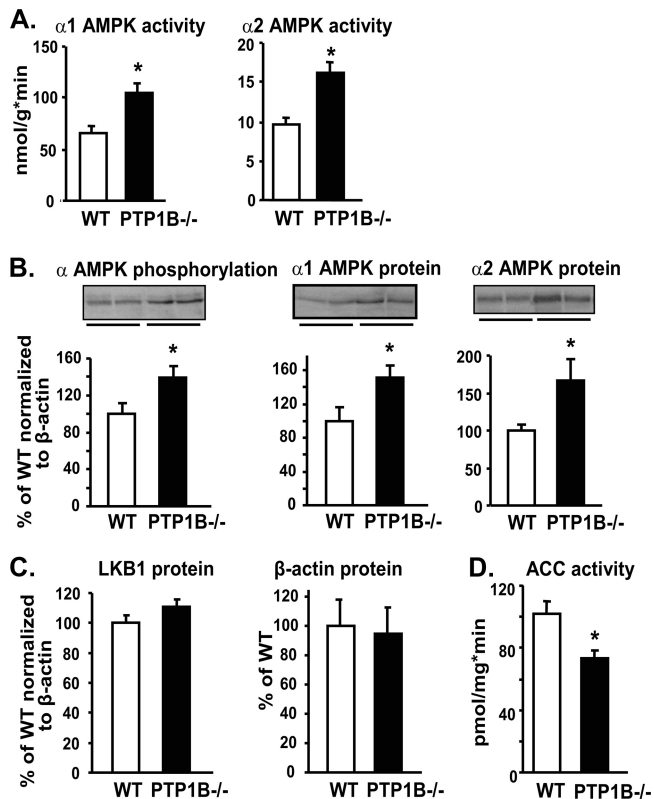 A.
α1 AMPK activity
α2 AMPK activity
nmol/g*min
150
100
50
0
*
WT PTP1B-/-
20
15
10
5
0
*
WT PTP1B-/-
B.
α AMPK phosphorylation
α1 AMPK protein
α2 AMPK protein
% of WT normalized
to β-actin
160
120
80
40
0
*
WT PTP1B-/-
160
120
80
40
0
*
WT PTP1B-/-
200
150
100
50
0
*
WT PTP1B-/-
C.
LKB1 protein
β-actin protein
% of WT normalized
to β-actin
120
100
80
60
40
20
0
WT PTP1B-/-
% of WT
120
100
80
60
40
20
0
WT PTP1B-/-
D.
ACC activity
pmol/mg*min
120
80
40
0
*
WT PTP1B-/-